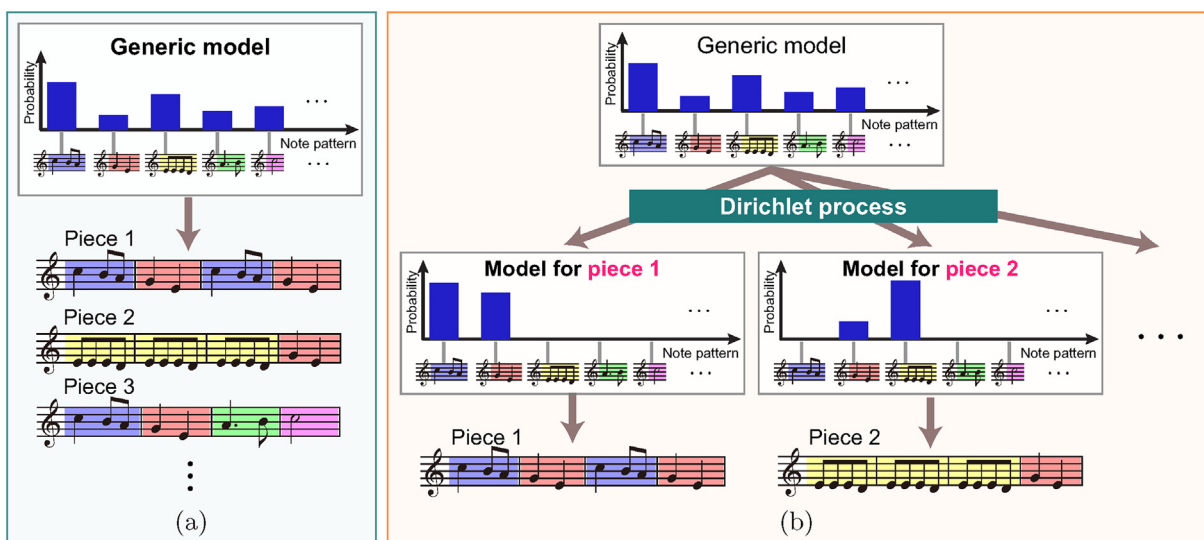 Generic model
Probability
...
Note pattern
...
Piece 1
Piece 2
Piece 3
(a)
Generic model
Probability
...
Note pattern
...
Dirichlet process
Model for piece 1
Probability
...
Note pattern
...
Model for piece 2
Probability
...
Note pattern
...
...
Piece 1
Piece 2
(b)